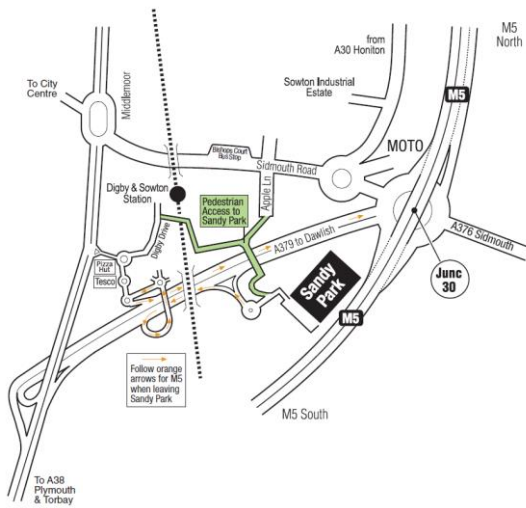 M5
North
from
A30 Honiton
To City
Centre
Middlemoor
Sowton Industrial
Estate
M5
MOTO
Bishops Court
Bus Stop
Sidmouth Road
Digby & Sowton
Station
Pedestrian
Access to
Sandy Park
Apple Ln
Digby Drive
A379 to Dawlish
A376 Sidmouth
Pizza
Hut
Tesco
Sandy
Park
Junc
30
M5
Follow orange
arrows for M5
when leaving
Sandy Park
M5 South
To A38
Plymouth
& Torbay